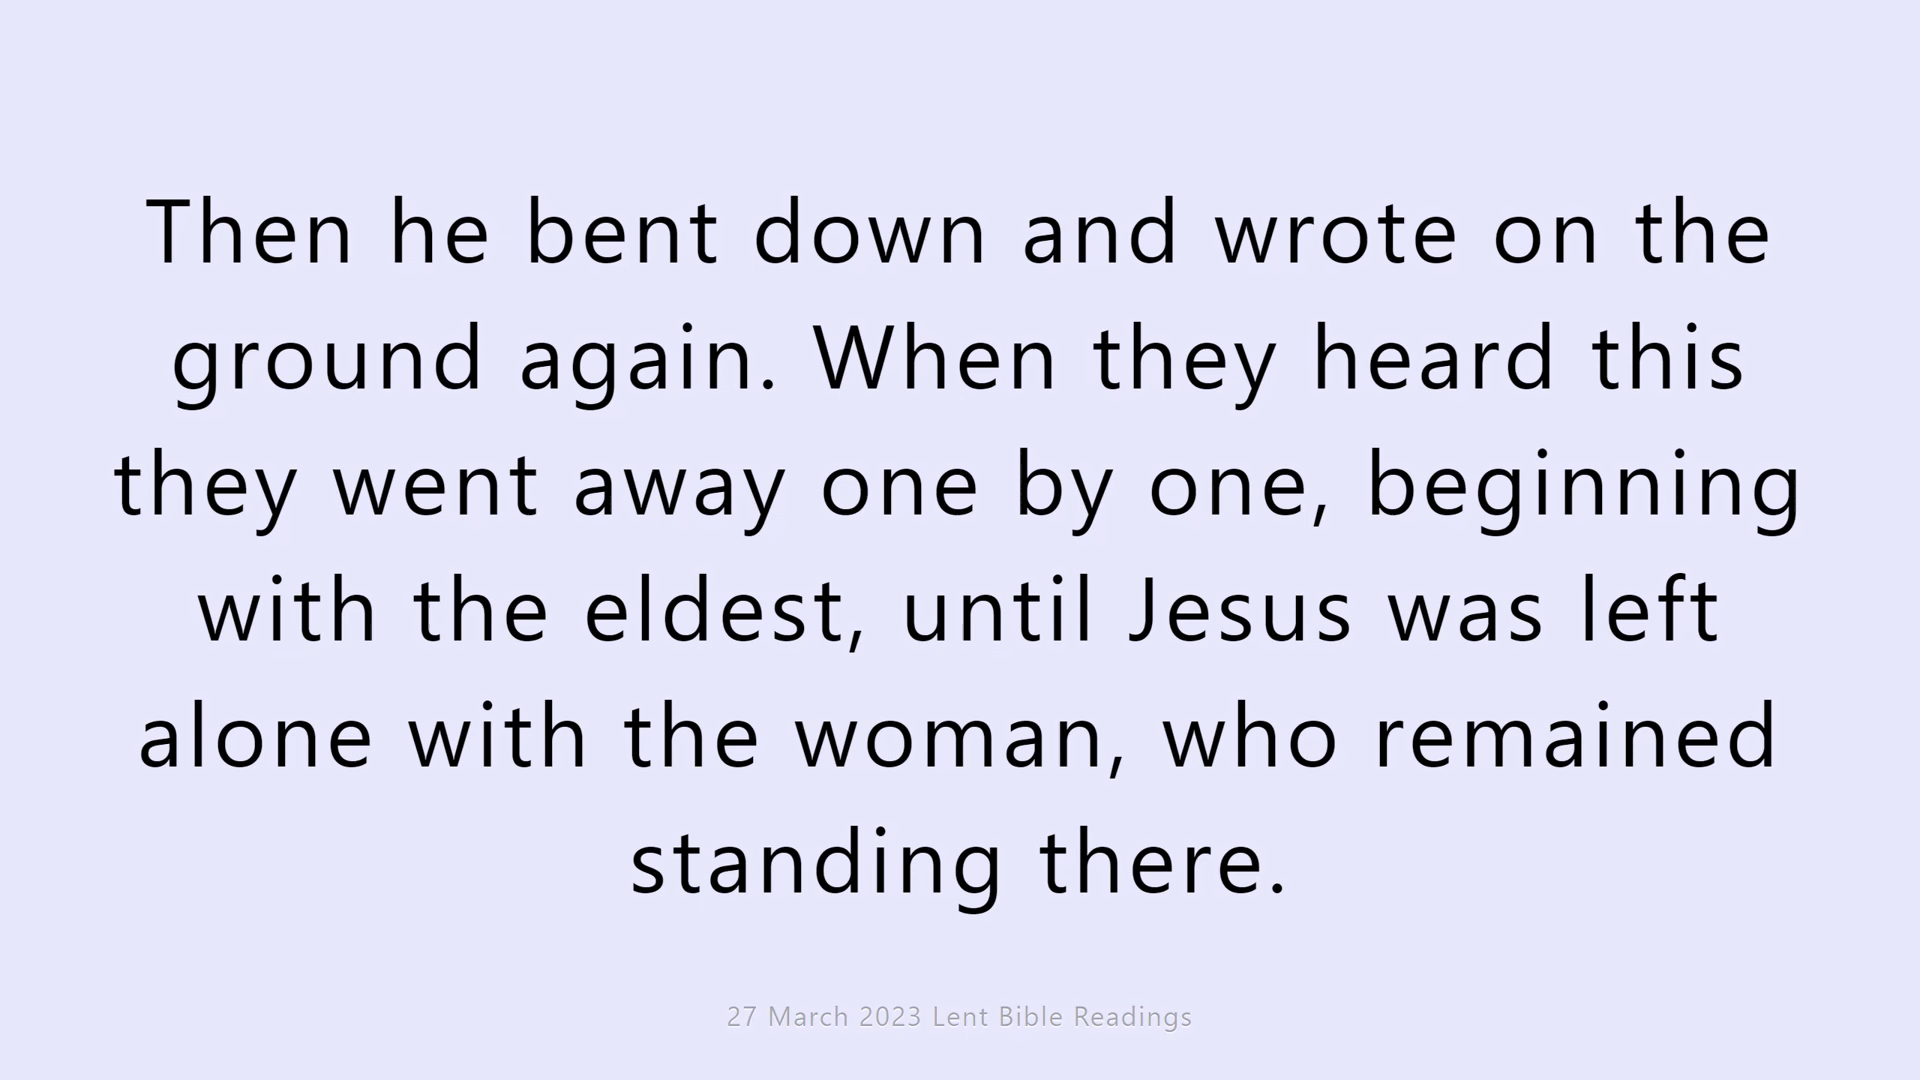 Then he bent down and wrote on the
ground again. When they heard this
they went away one by one, beginning
with the eldest, until Jesus was left
alone with the woman, who remained
standing there.
27 March 2023 Lent Bible Readings